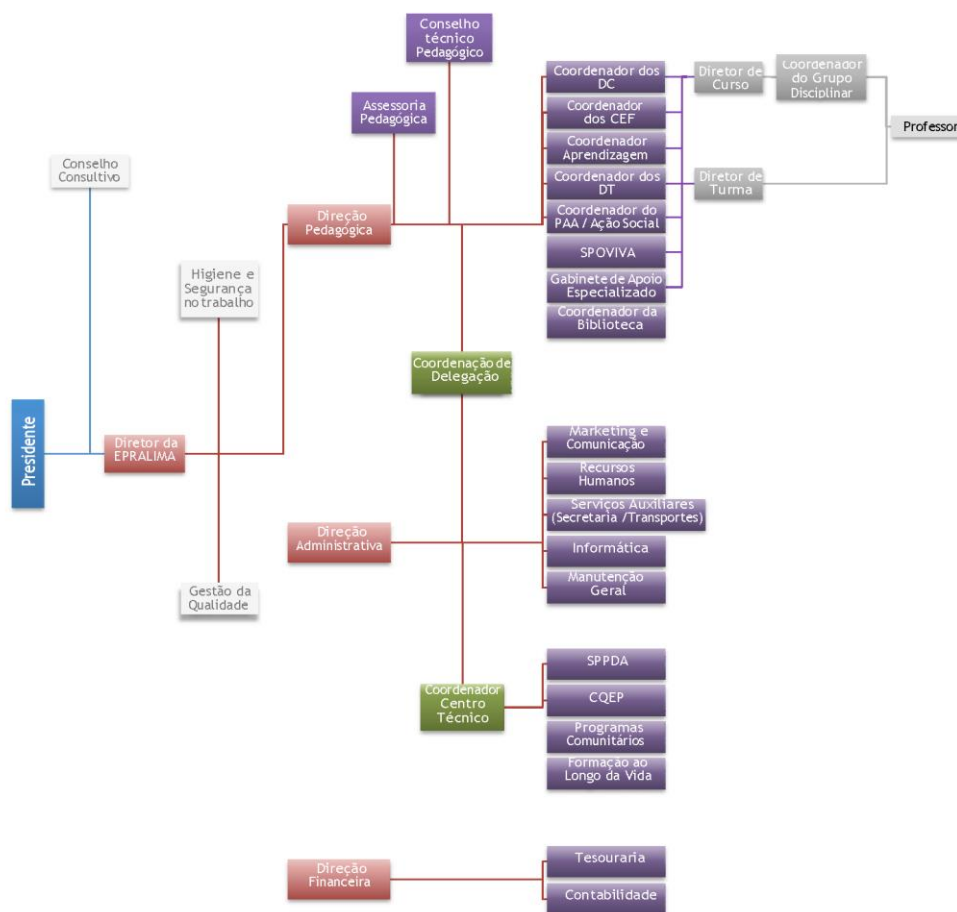 Conselho
técnico
Pedagógico
Assessoria
Pedagógica
Coordenador dos
DC
Coordenador
dos CEF
Coordenador
Aprendizagem
Coordenador dos
DT
Coordenador do
PAA / Ação Social
SPOVIVA
Gabinete de Apoio
Especializado
Coordenador da
Biblioteca
Diretor de
Curso
Coordenador
do Grupo
Disciplinar
Professor
Diretor de
Turma
Conselho
Consultivo
Direção
Pedagógica
Higiene e
Segurança
no trabalho
Coordenação de
Delegação
Presidente
Diretor da
EPRALIMA
Marketing e
Comunicação
Recursos
Humanos
Serviços Auxiliares
(Secretaria /Transportes)
Informática
Manutenção
Geral
Direção
Administrativa
Gestão da
Qualidade
Coordenador
Centro
Técnico
SPPDA
CQEP
Programas
Comunitários
Formação ao
Longo da Vida
Direção
Financeira
Tesouraria
Contabilidade